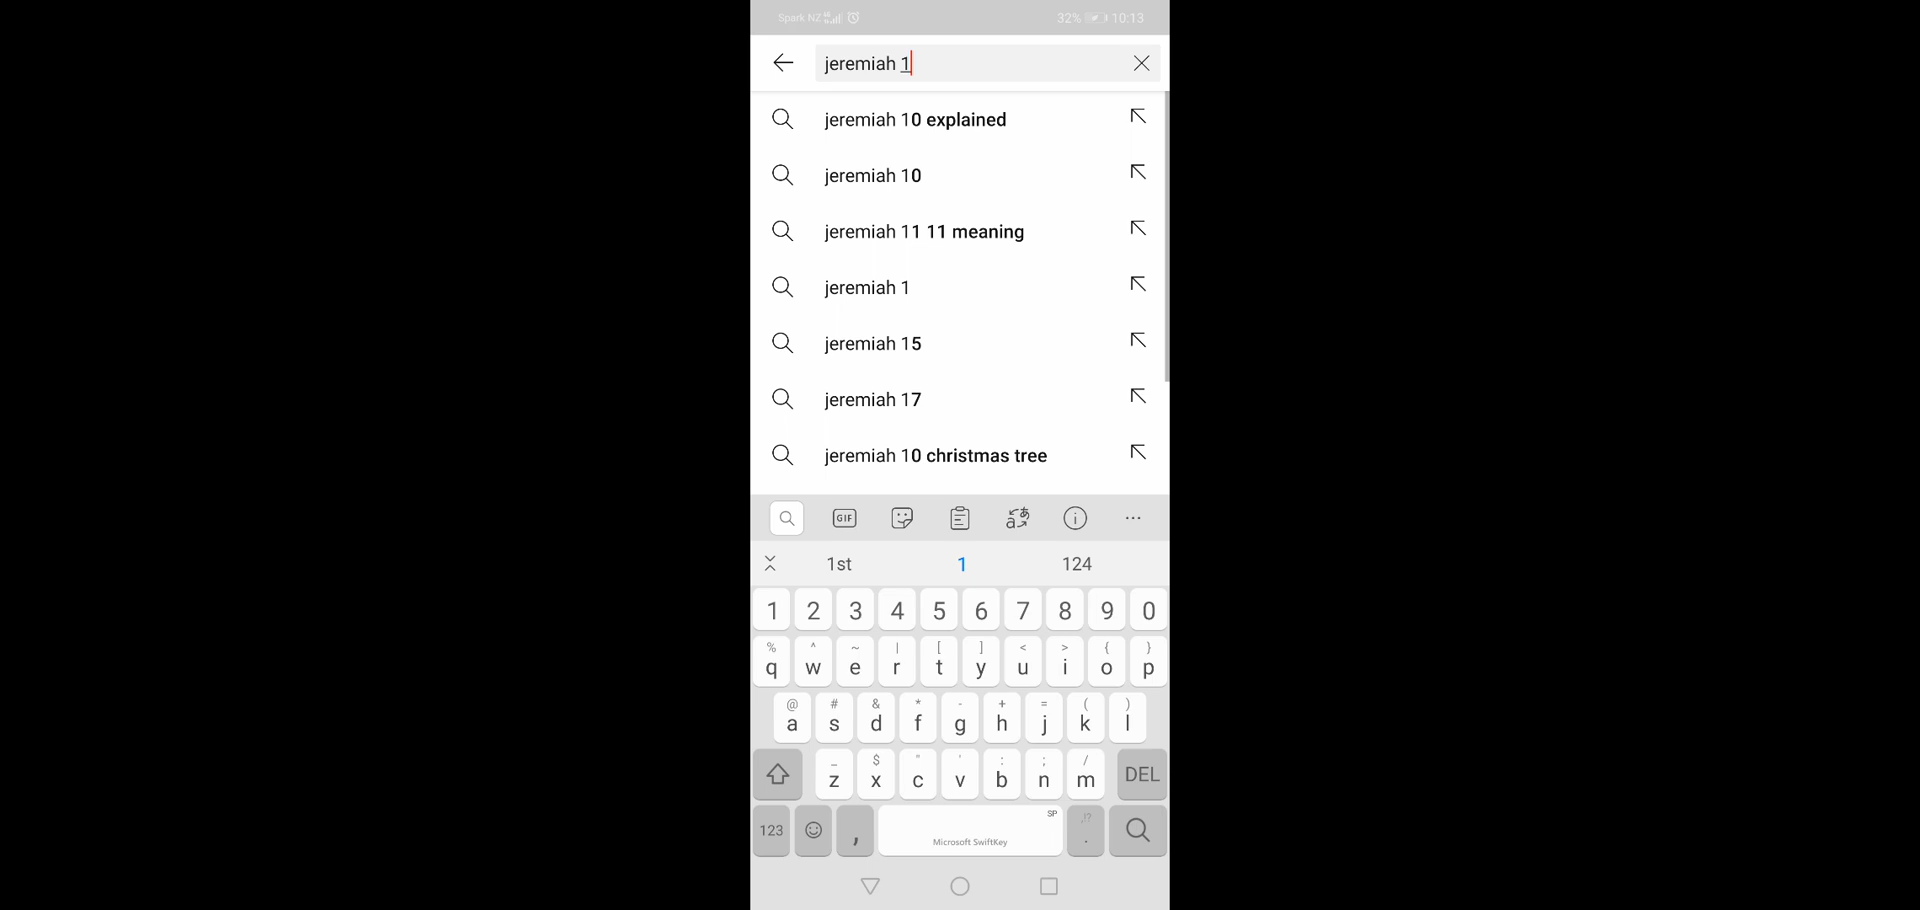 Spark NZ 32% 10:13
jeremiah 1
jeremiah 10 explained
jeremiah 10
jeremiah 11 11 meaning
jeremiah 1
jeremiah 15
jeremiah 17
jeremiah 10 christmas tree
GIF
1st 1 124
1 2 3 4 5 6 7 8 9 0
% ^ ~ | [ ] < > { }
q w e r t y u i o p
@ # & * - + = ( )
a s d f g h j k l
_ $ " ' : ; /
z x c v b n m DEL
SP ,!?
123 , Microsoft SwiftKey .